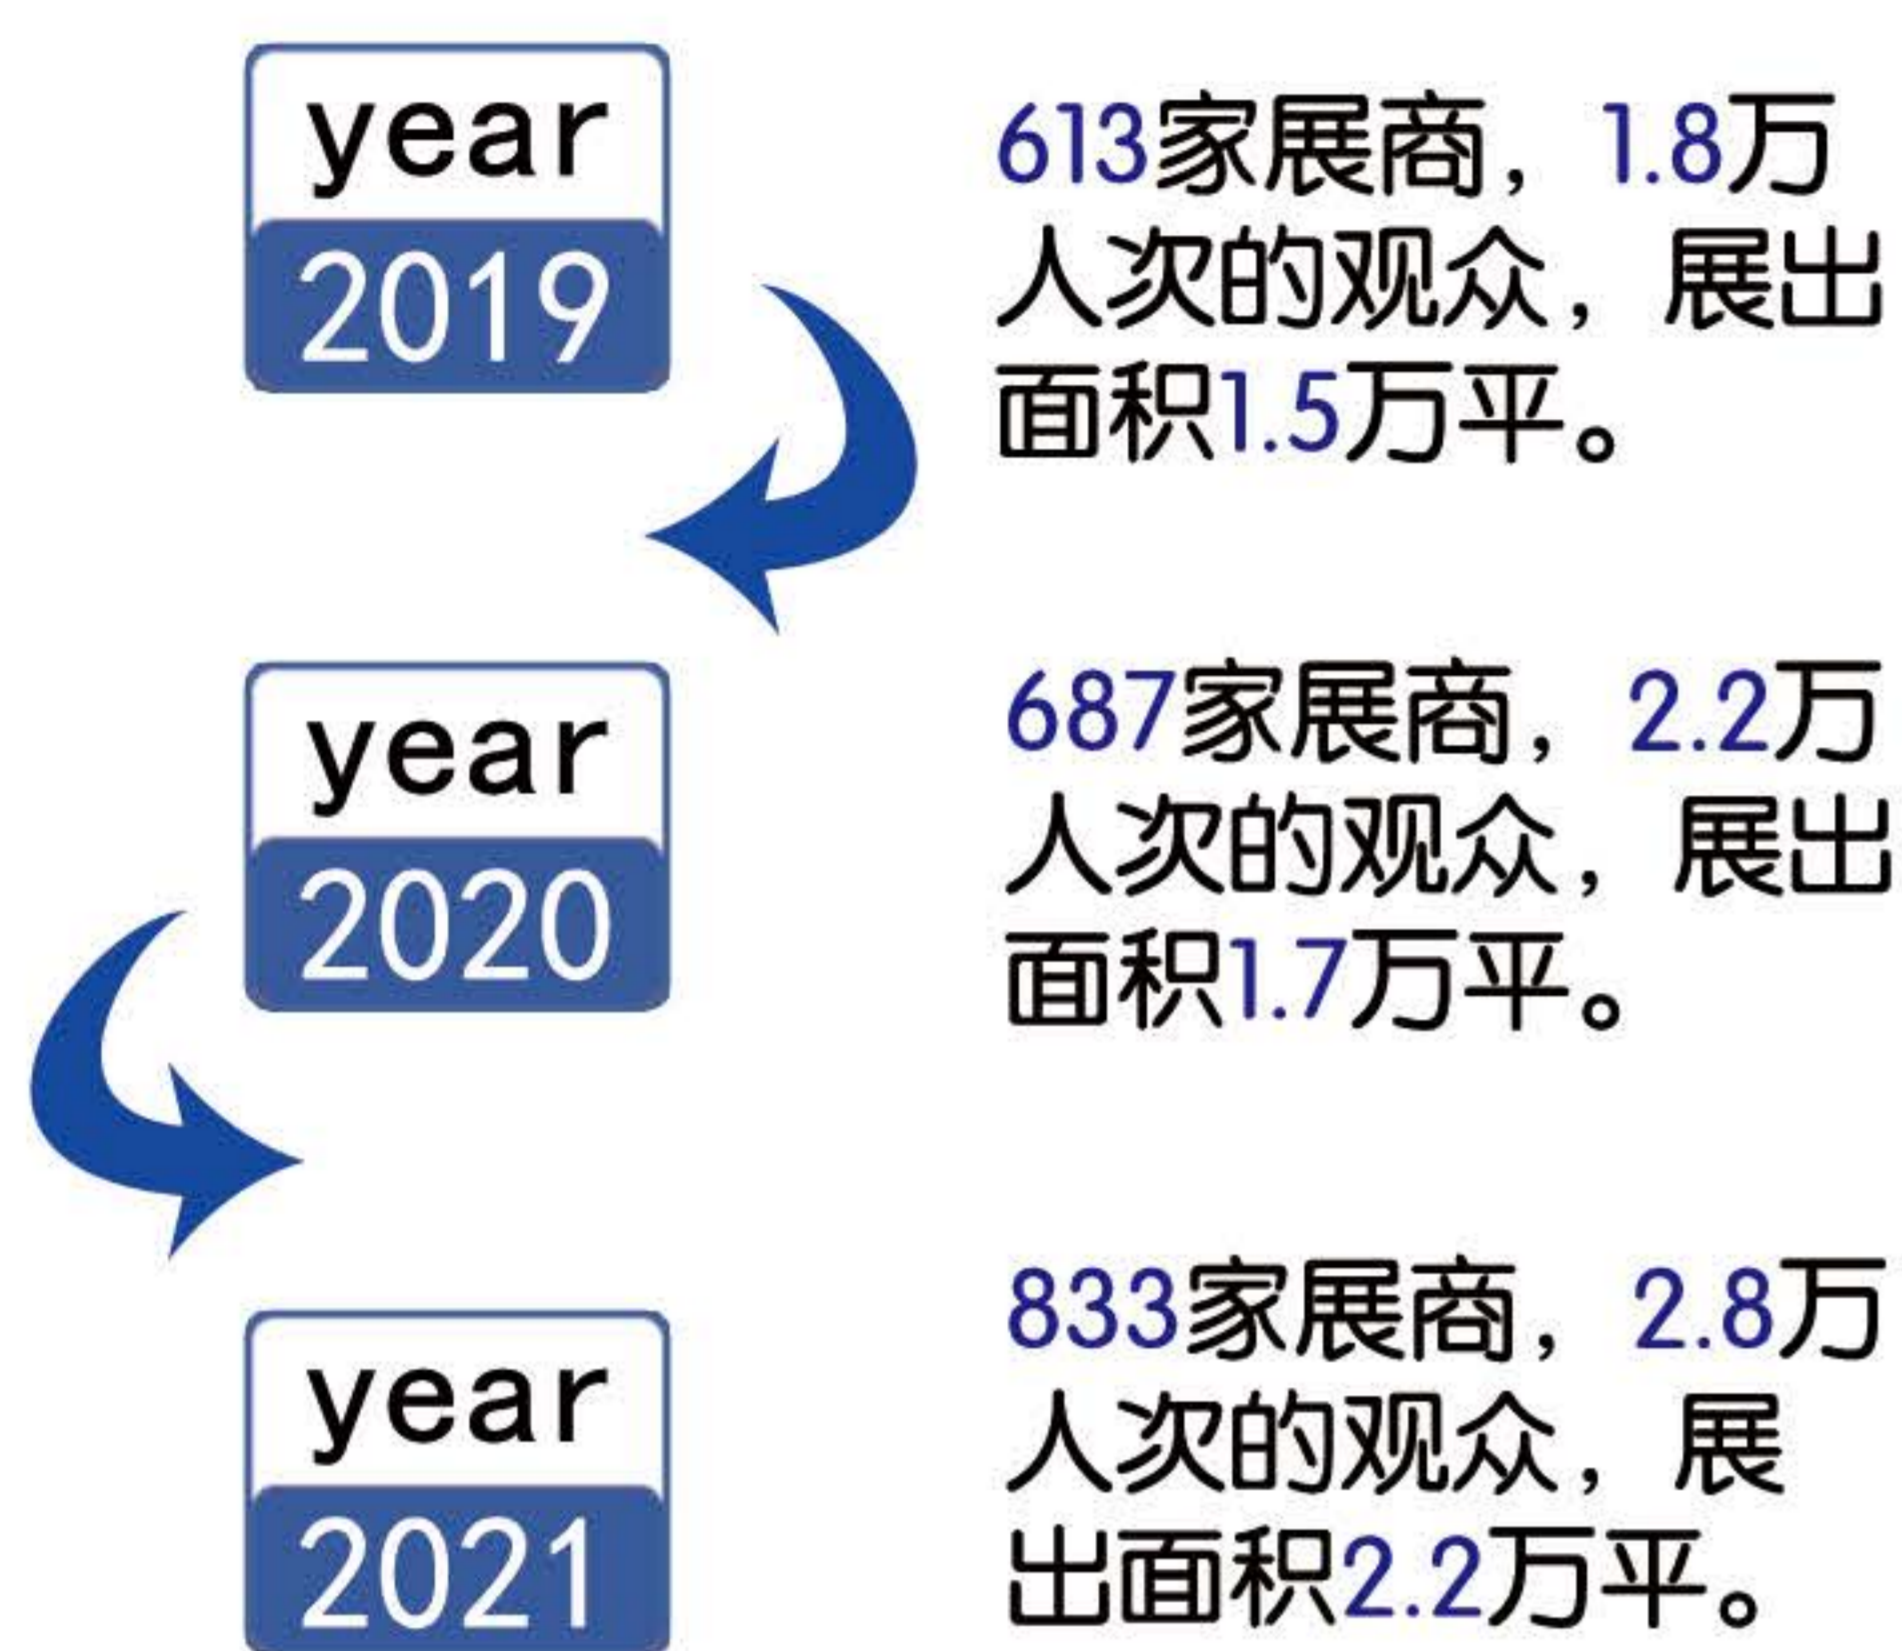 year
2019
613家展商，1.8万
人次的观众，展出
面积1.5万平。
year
2020
687家展商，2.2万
人次的观众，展出
面积1.7万平。
year
2021
833家展商，2.8万
人次的观众，展
出面积2.2万平。